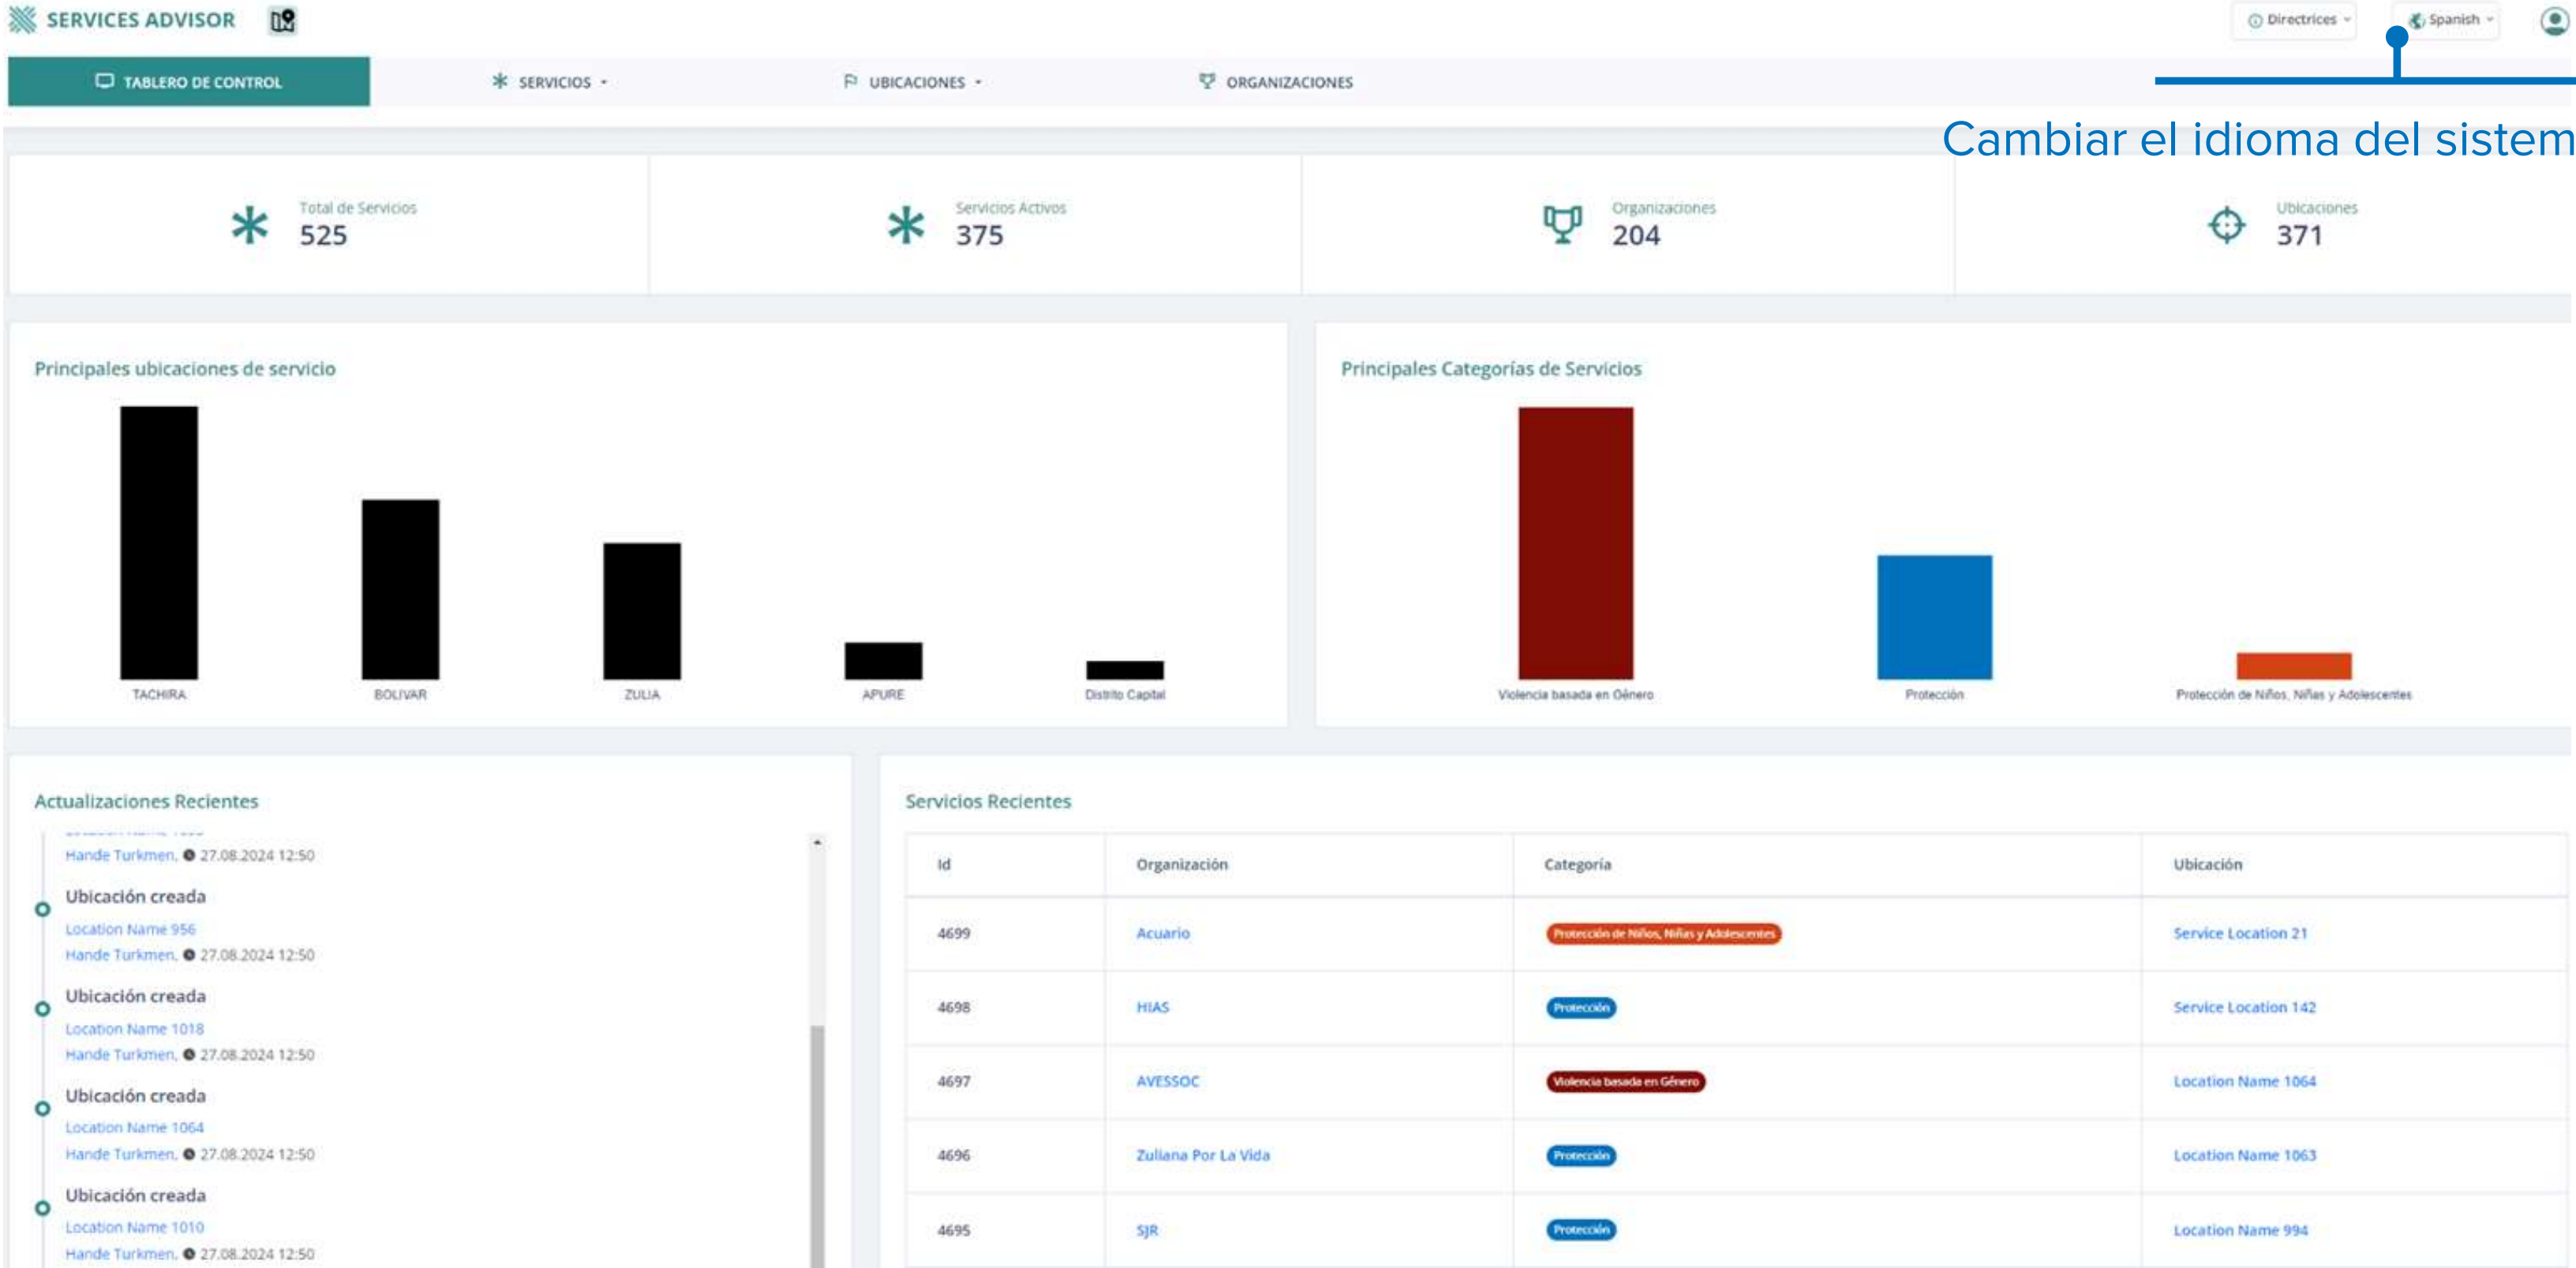 SERVICES ADVISOR
Directrices
Spanish
TABLERO DE CONTROL
SERVICIOS
UBICACIONES
ORGANIZACIONES
Cambiar el idioma del sistem
Total de Servicios
525
Servicios Activos
375
Organizaciones
204
Ubicaciones
371
Principales ubicaciones de servicio
TACHIRA
BOLIVAR
ZULIA
APURE
Distrito Capital
Principales Categorías de Servicios
Violencia basada en Género
Protección
Protección de Niños, Niñas y Adolescentes
Actualizaciones Recientes
Hande Turkmen, 27.08.2024 12:50
Ubicación creada
Location Name 956
Hande Turkmen, 27.08.2024 12:50
Ubicación creada
Location Name 1018
Hande Turkmen, 27.08.2024 12:50
Ubicación creada
Location Name 1064
Hande Turkmen, 27.08.2024 12:50
Ubicación creada
Location Name 1010
Hande Turkmen, 27.08.2024 12:50
Servicios Recientes
Id Organización Categoría Ubicación
4699 Acuario Protección de Niños, Niñas y Adolescentes Service Location 21
4698 HIAS Protección Service Location 142
4697 AVESSOC Violencia basada en Género Location Name 1064
4696 Zuliana Por La Vida Protección Location Name 1063
4695 SJR Protección Location Name 994